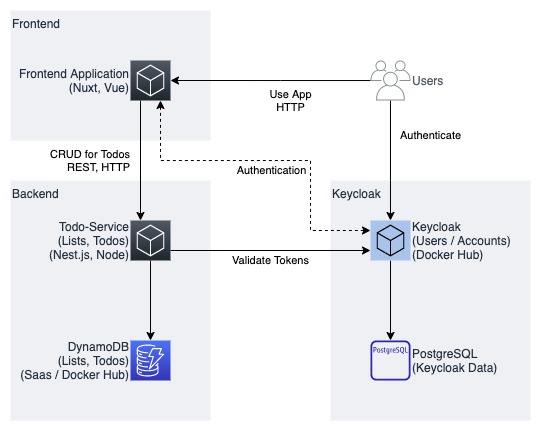 Frontend
Frontend Application
(Nuxt, Vue)
Users
Use App
HTTP
Authenticate
CRUD for Todos
REST, HTTP
Authentication
Backend
Keycloak
Todo-Service
(Lists, Todos)
(Nest.js, Node)
Keycloak
(Users / Accounts)
(Docker Hub)
Validate Tokens
DynamoDB
(Lists, Todos)
(Saas / Docker Hub)
PostgreSQL
PostgreSQL
(Keycloak Data)